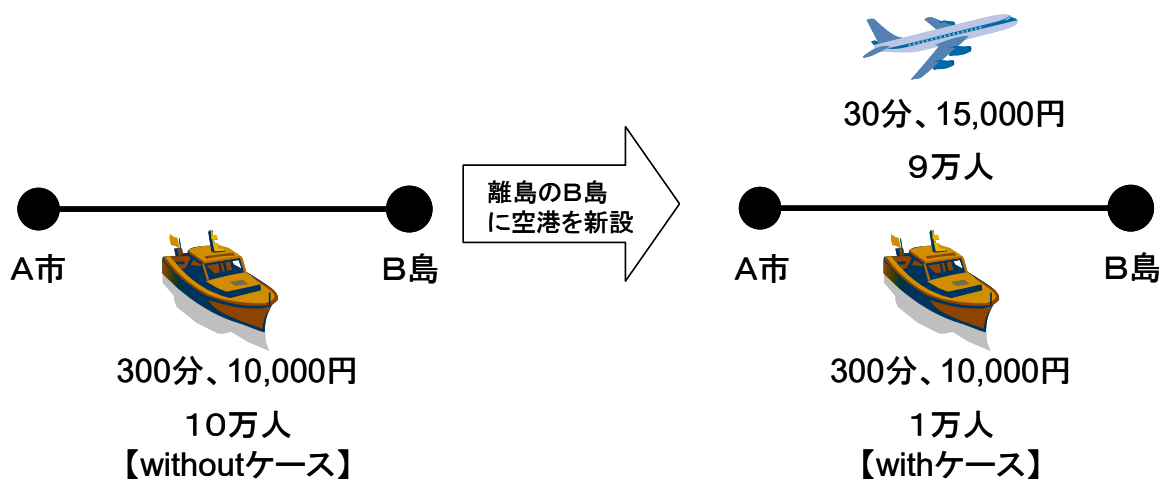 A市
B島
300分、10,000円
10万人
【withoutケース】
離島のB島
に空港を新設
30分、15,000円
9万人
A市
B島
300分、10,000円
1万人
【withケース】